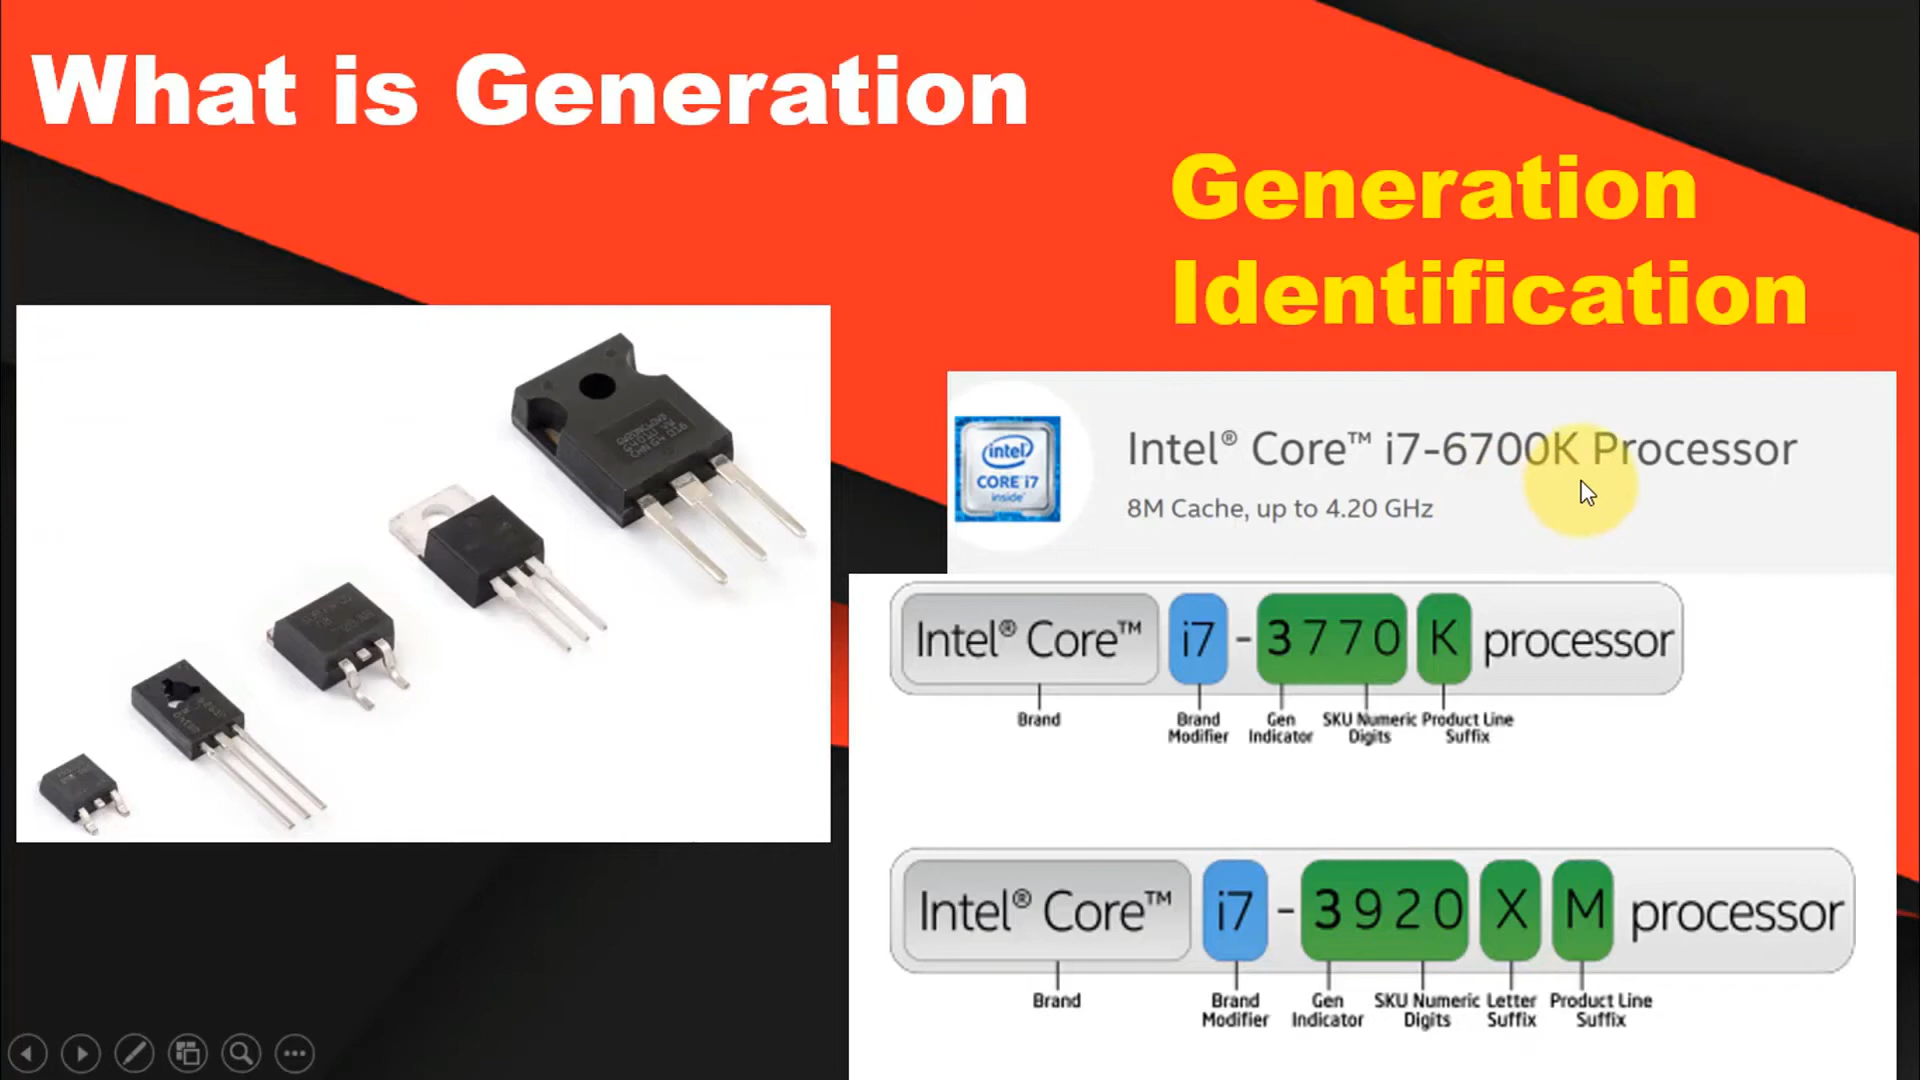 What is Generation
Generation
Identification
intel®
CORE™ i7
inside™
Intel® Core™ i7-6700K Processor
8M Cache, up to 4.20 GHz
Intel® Core™ i7 - 3770 K processor
Brand
Brand Modifier
Gen Indicator
SKU Numeric Digits
Product Line Suffix
Intel® Core™ i7 - 3920 X M processor
Brand
Brand Modifier
Gen Indicator
SKU Numeric Digits
Letter Suffix
Product Line Suffix